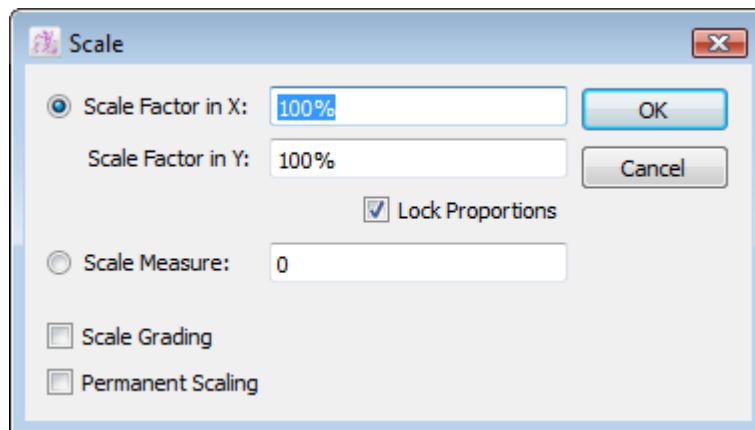 Scale
Scale Factor in X: 100% OK
Scale Factor in Y: 100% Cancel
Lock Proportions
Scale Measure: 0
Scale Grading
Permanent Scaling